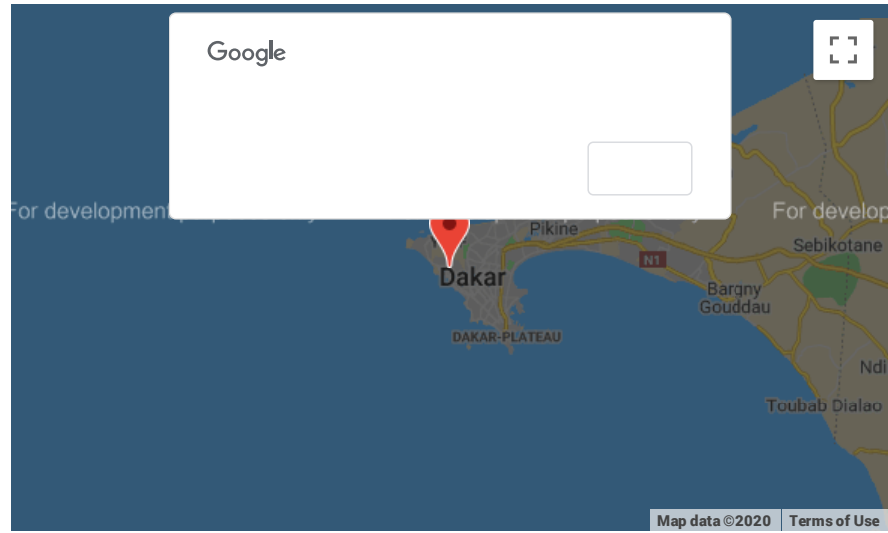 Google
For development
For develop
Pikine
N1
Sebikotane
Dakar
Bargny
Gouddau
DAKAR-PLATEAU
Ndi
Toubab Dialao
Map data ©2020
Terms of Use